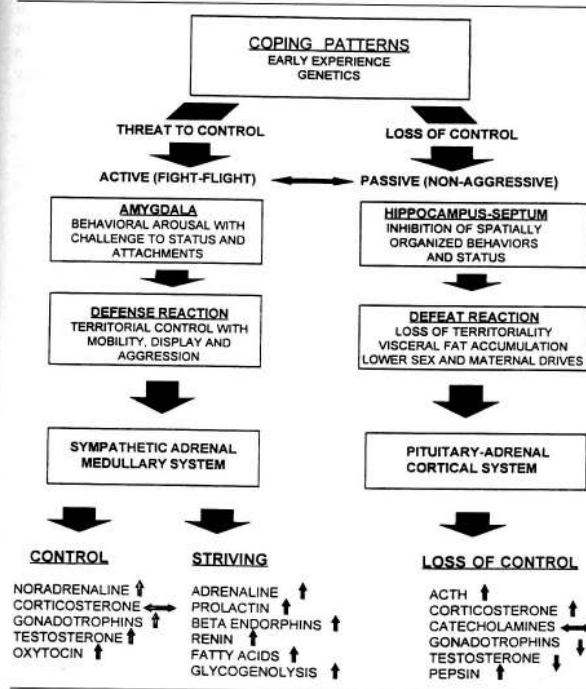 COPING PATTERNS
EARLY EXPERIENCE
GENETICS
THREAT TO CONTROL
LOSS OF CONTROL
ACTIVE (FIGHT-FLIGHT)
PASSIVE (NON-AGGRESSIVE)
AMYGDALA
BEHAVIORAL AROUSAL WITH
CHALLENGE TO STATUS AND
ATTACHMENTS
HIPPOCAMPUS-SEPTUM
INHIBITION OF SPATIALLY
ORGANIZED BEHAVIORS
AND STATUS
DEFENSE REACTION
TERRITORIAL CONTROL WITH
MOBILITY, DISPLAY AND
AGGRESSION
DEFEAT REACTION
LOSS OF TERRITORIALITY
VISCERAL FAT ACCUMULATION
LOWER SEX AND MATERNAL DRIVES
SYMPATHETIC ADRENAL
MEDULLARY SYSTEM
PITUITARY-ADRENAL
CORTICAL SYSTEM
CONTROL
NORADRENALINE ⬆
CORTICOSTERONE ↔
GONADOTROPHINS ⬆
TESTOSTERONE ⬆
OXYTOCIN ⬆
STRIVING
ADRENALINE ⬆
PROLACTIN ⬆
BETA ENDORPHINS ⬆
RENIN ⬆
FATTY ACIDS ⬆
GLYCOGENOLYSIS ⬆
LOSS OF CONTROL
ACTH ⬆
CORTICOSTERONE ⬆
CATECHOLAMINES ↔
GONADOTROPHINS ⬇
TESTOSTERONE ⬇
PEPSIN ⬆